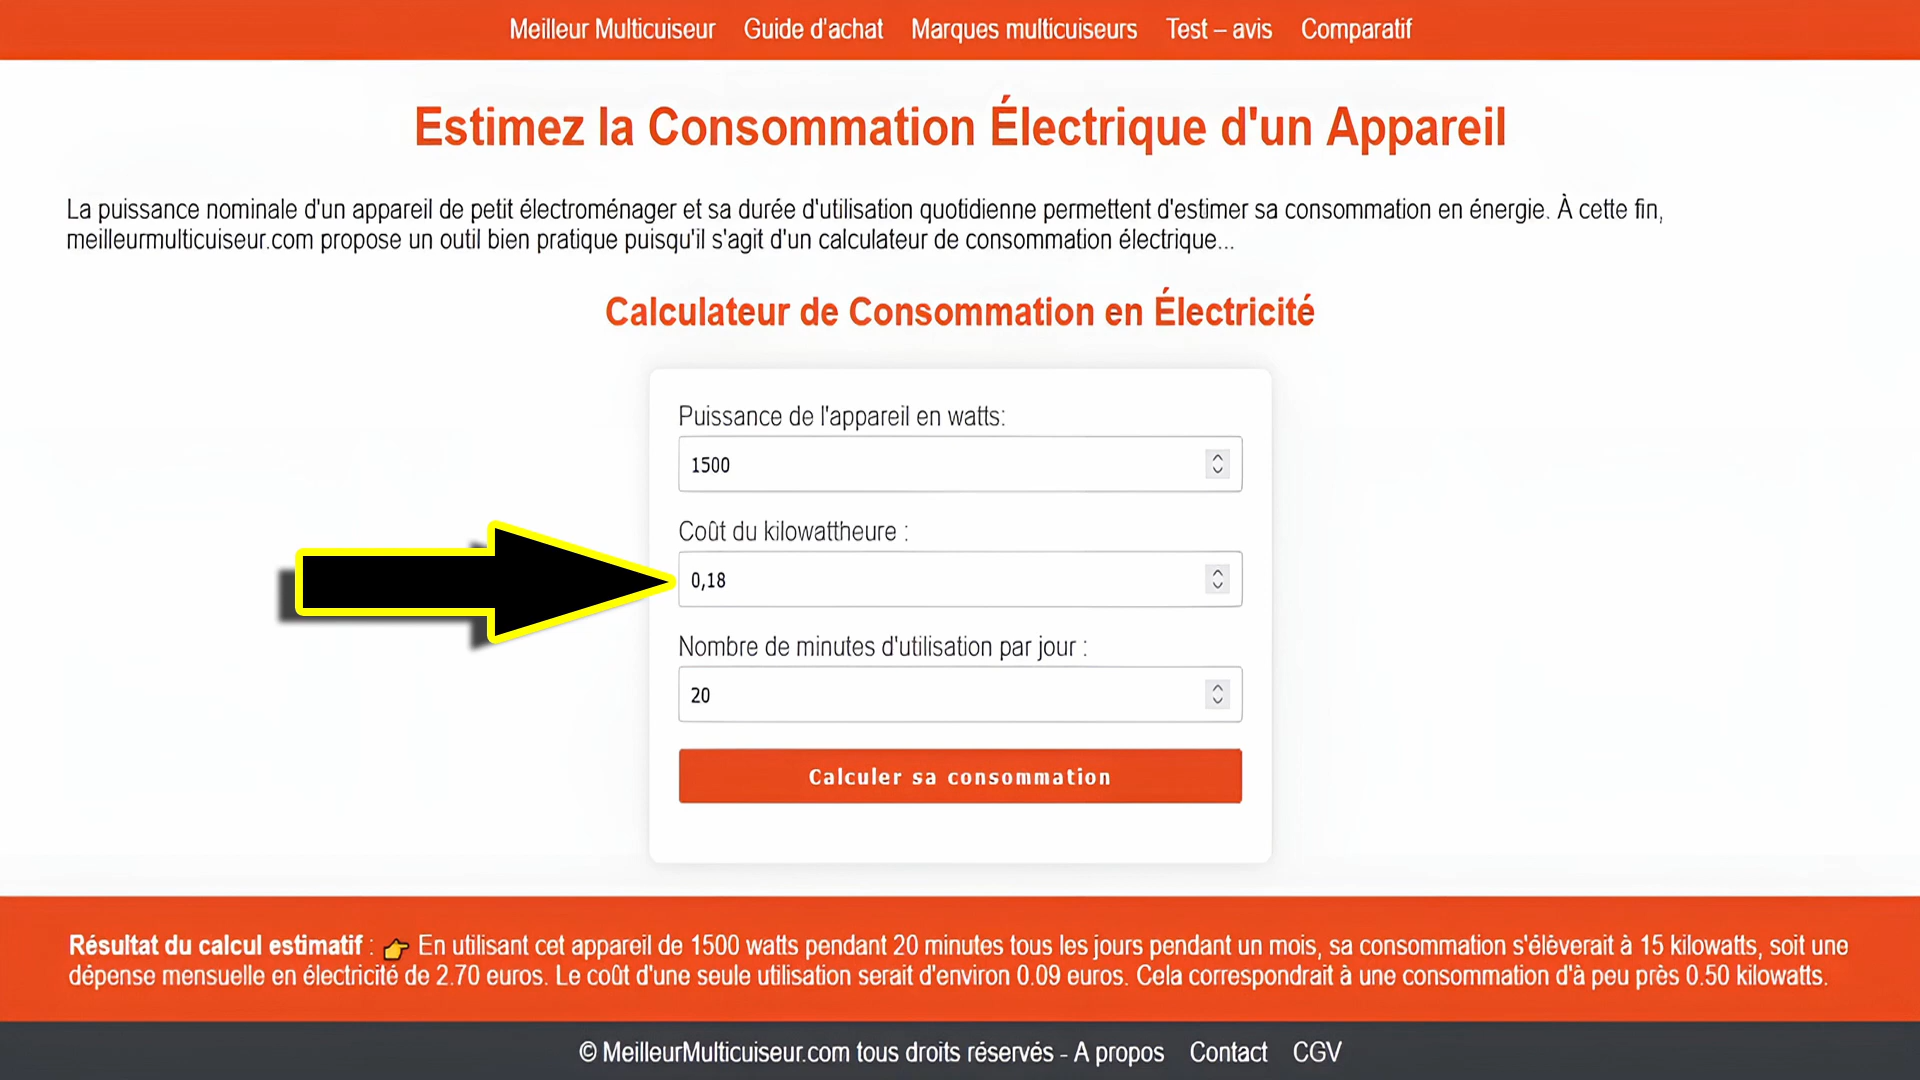 Meilleur Multicuiseur Guide d'achat Marques multicuiseurs Test – avis Comparatif
Estimez la Consommation Électrique d'un Appareil
La puissance nominale d'un appareil de petit électroménager et sa durée d'utilisation quotidienne permettent d'estimer sa consommation en énergie. À cette fin,
meilleurmulticuiseur.com propose un outil bien pratique puisqu'il s'agit d'un calculateur de consommation électrique...
Calculateur de Consommation en Électricité
Puissance de l'appareil en watts:
1500
Coût du kilowattheure :
0,18
Nombre de minutes d'utilisation par jour :
20
Calculer sa consommation
Résultat du calcul estimatif : 👉 En utilisant cet appareil de 1500 watts pendant 20 minutes tous les jours pendant un mois, sa consommation s'élèverait à 15 kilowatts, soit une
dépense mensuelle en électricité de 2.70 euros. Le coût d'une seule utilisation serait d'environ 0.09 euros. Cela correspondrait à une consommation d'à peu près 0.50 kilowatts.
© MeilleurMulticuiseur.com tous droits réservés - A propos Contact CGV